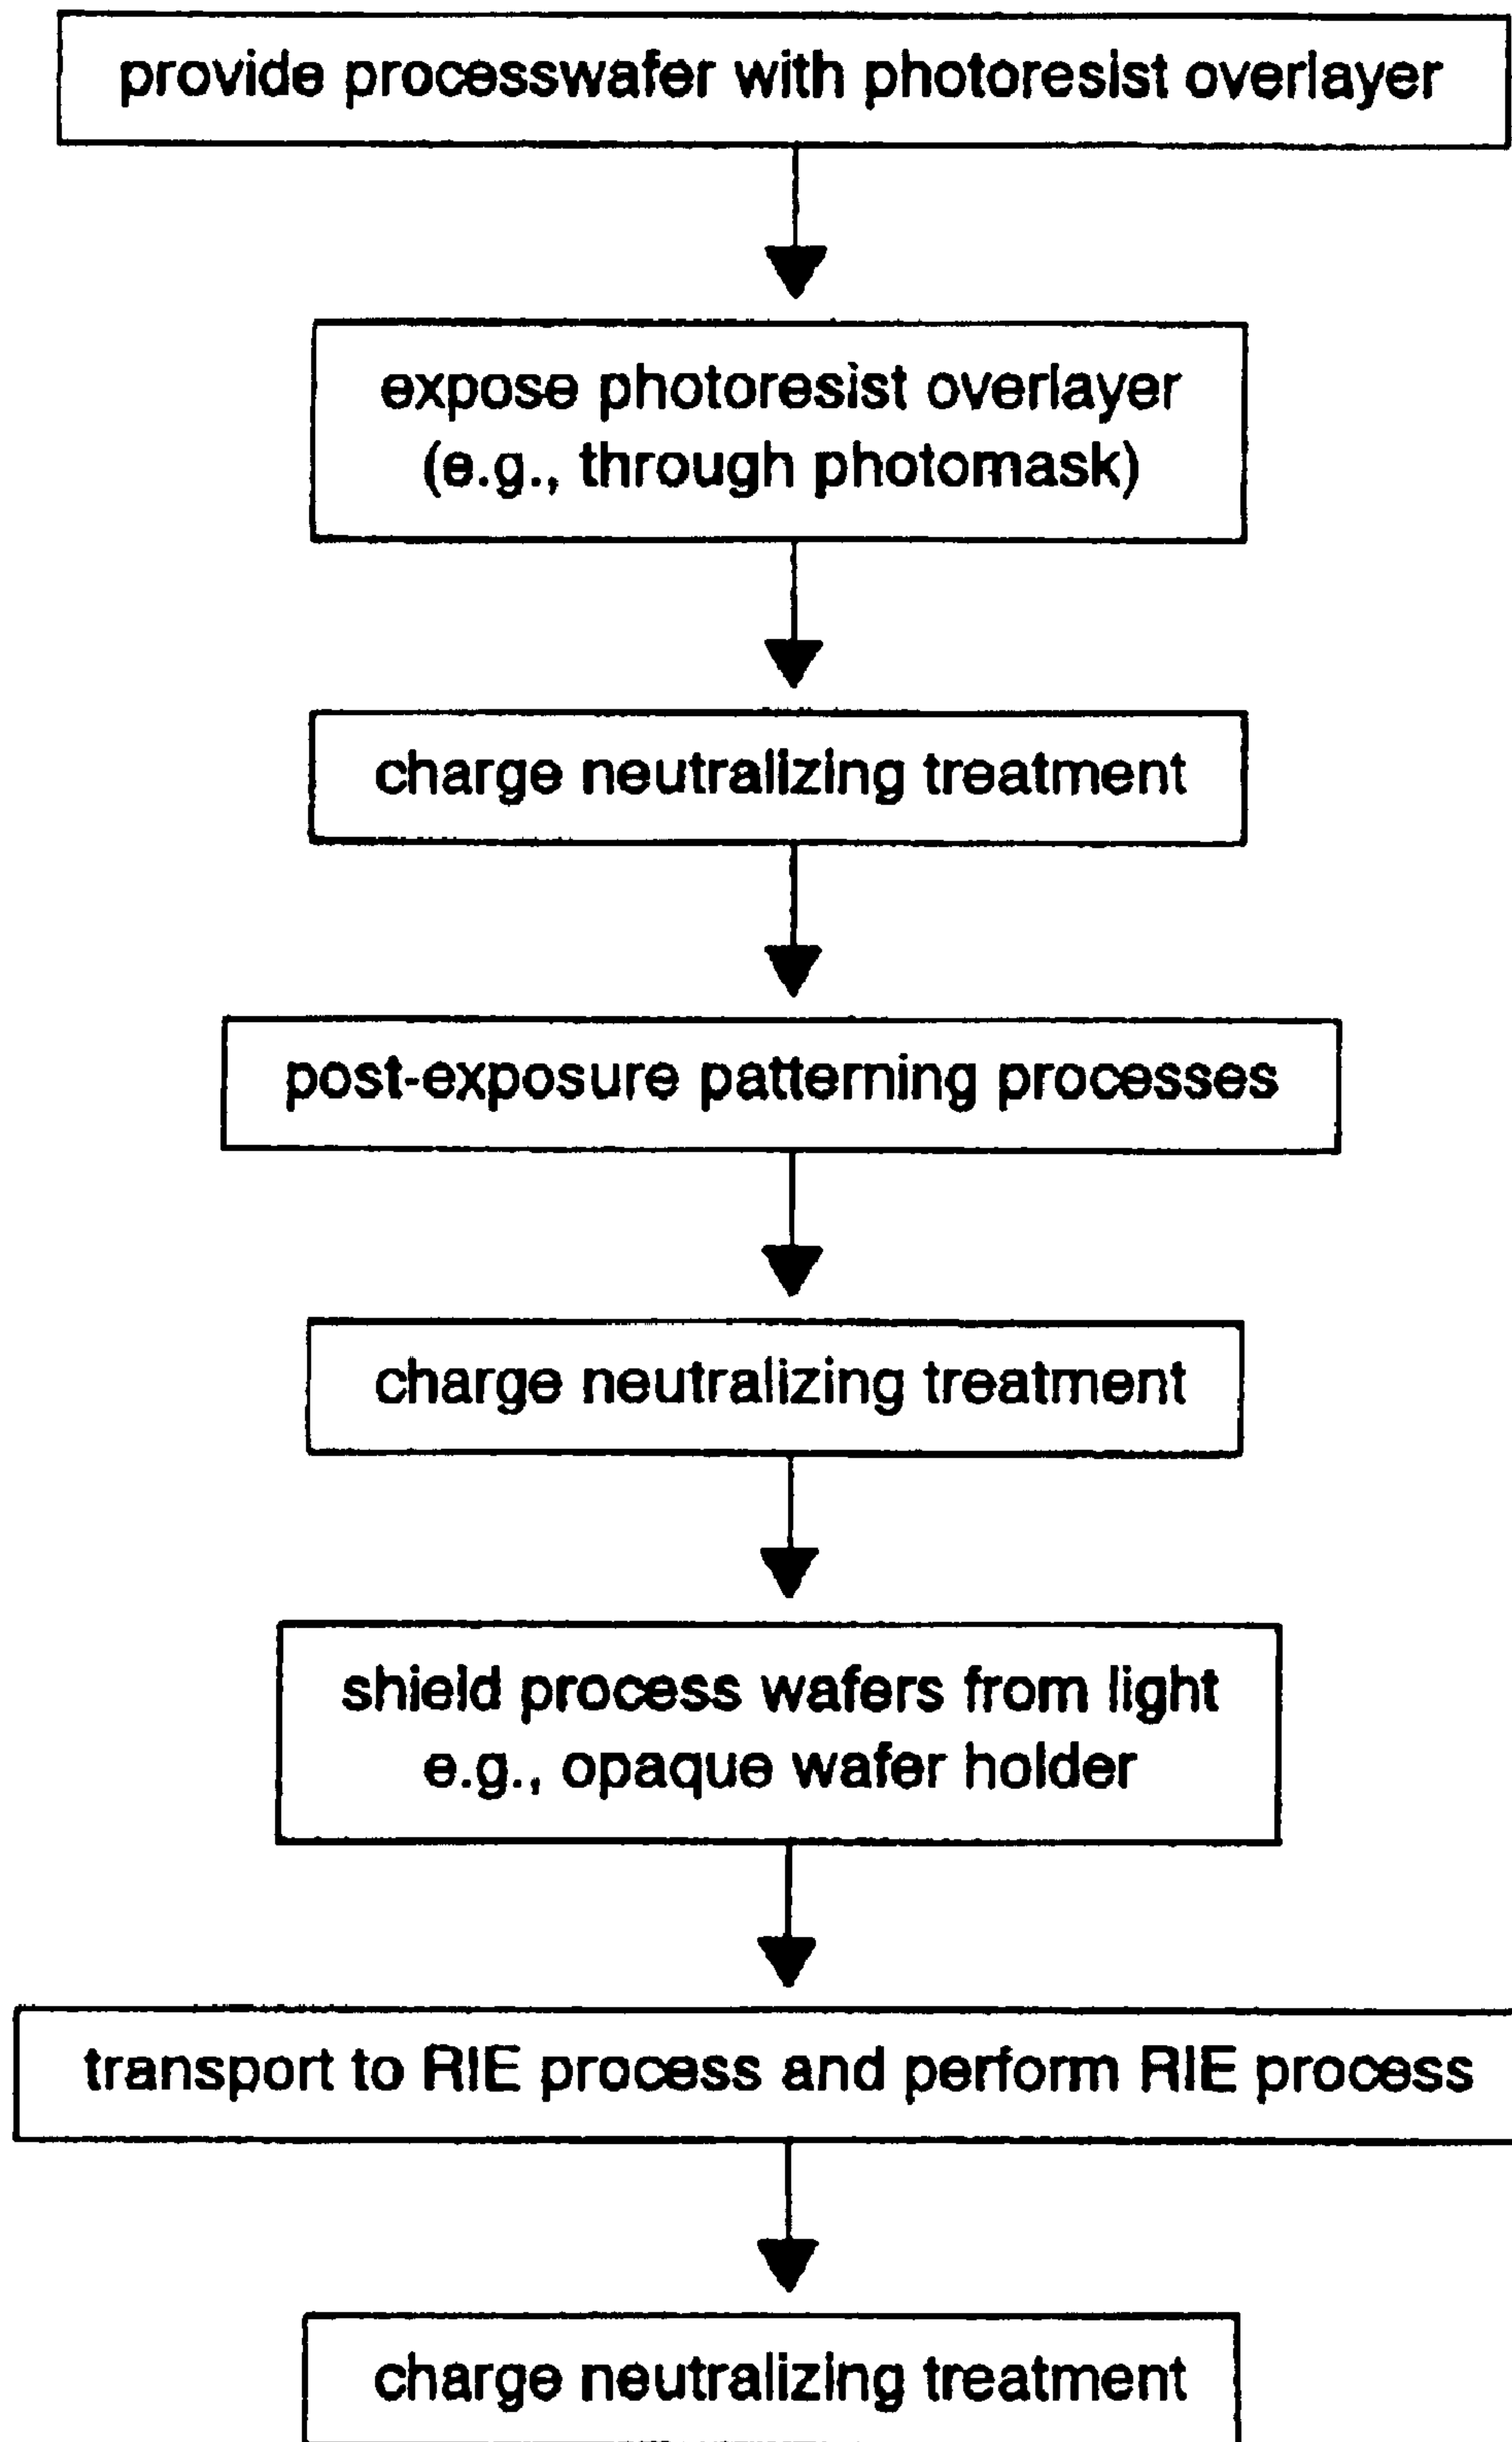 provide processwafer with photoresist overlayer
expose photoresist overlayer
(e.g., through photomask)
charge neutralizing treatment
post-exposure patterning processes
charge neutralizing treatment
shield process wafers from light
e.g., opaque wafer holder
transport to RIE process and perform RIE process
charge neutralizing treatment